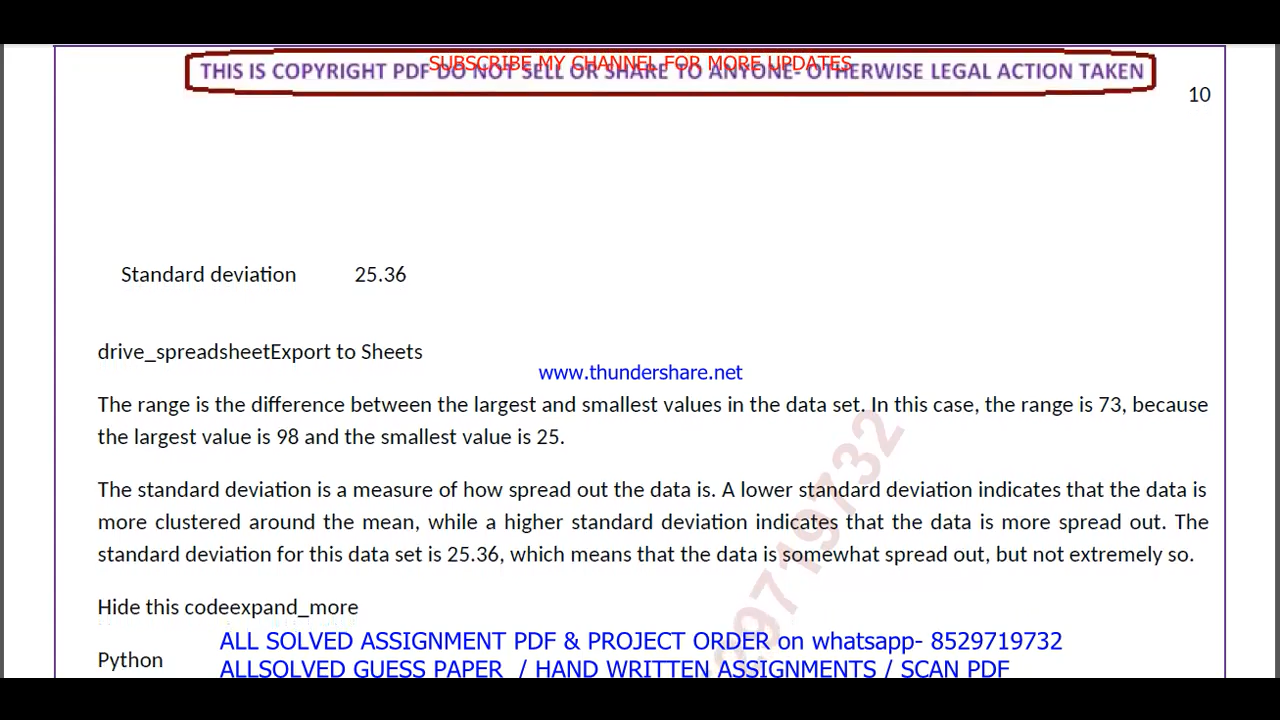 SUBSCRIBE MY CHANNEL FOR MORE UPDATES
THIS IS COPYRIGHT PDF DO NOT SELL OR SHARE TO ANYONE- OTHERWISE LEGAL ACTION TAKEN
10
Standard deviation 25.36
drive_spreadsheetExport to Sheets
www.thundershare.net
The range is the difference between the largest and smallest values in the data set. In this case, the range is 73, because
the largest value is 98 and the smallest value is 25.
The standard deviation is a measure of how spread out the data is. A lower standard deviation indicates that the data is
more clustered around the mean, while a higher standard deviation indicates that the data is more spread out. The
standard deviation for this data set is 25.36, which means that the data is somewhat spread out, but not extremely so.
29719732
Hide this codeexpand_more
ALL SOLVED ASSIGNMENT PDF & PROJECT ORDER on whatsapp- 8529719732
Python
ALLSOLVED GUESS PAPER / HAND WRITTEN ASSIGNMENTS / SCAN PDF